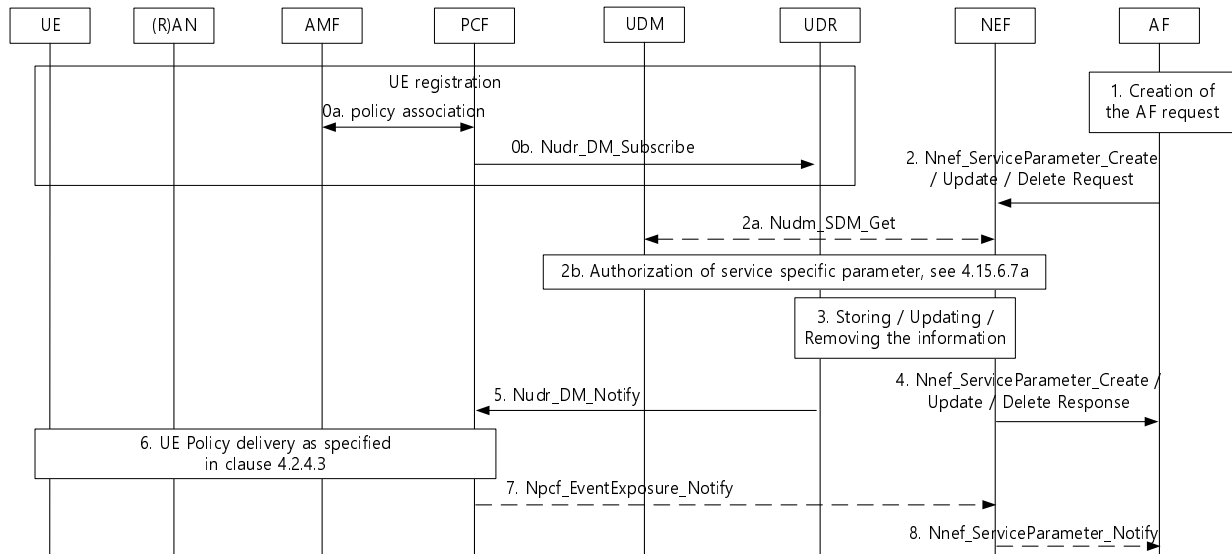 UE
(R)AN
AMF
PCF
UDM
UDR
NEF
AF
UE registration
0a. policy association
0b. Nudr_DM_Subscribe
1. Creation of
the AF request
2. Nnef_ServiceParameter_Create
/ Update / Delete Request
2a. Nudm_SDM_Get
2b. Authorization of service specific parameter, see 4.15.6.7a
3. Storing / Updating /
Removing the information
4. Nnef_ServiceParameter_Create /
Update / Delete Response
5. Nudr_DM_Notify
6. UE Policy delivery as specified
in clause 4.2.4.3
7. Npcf_EventExposure_Notify
8. Nnef_ServiceParameter_Notify